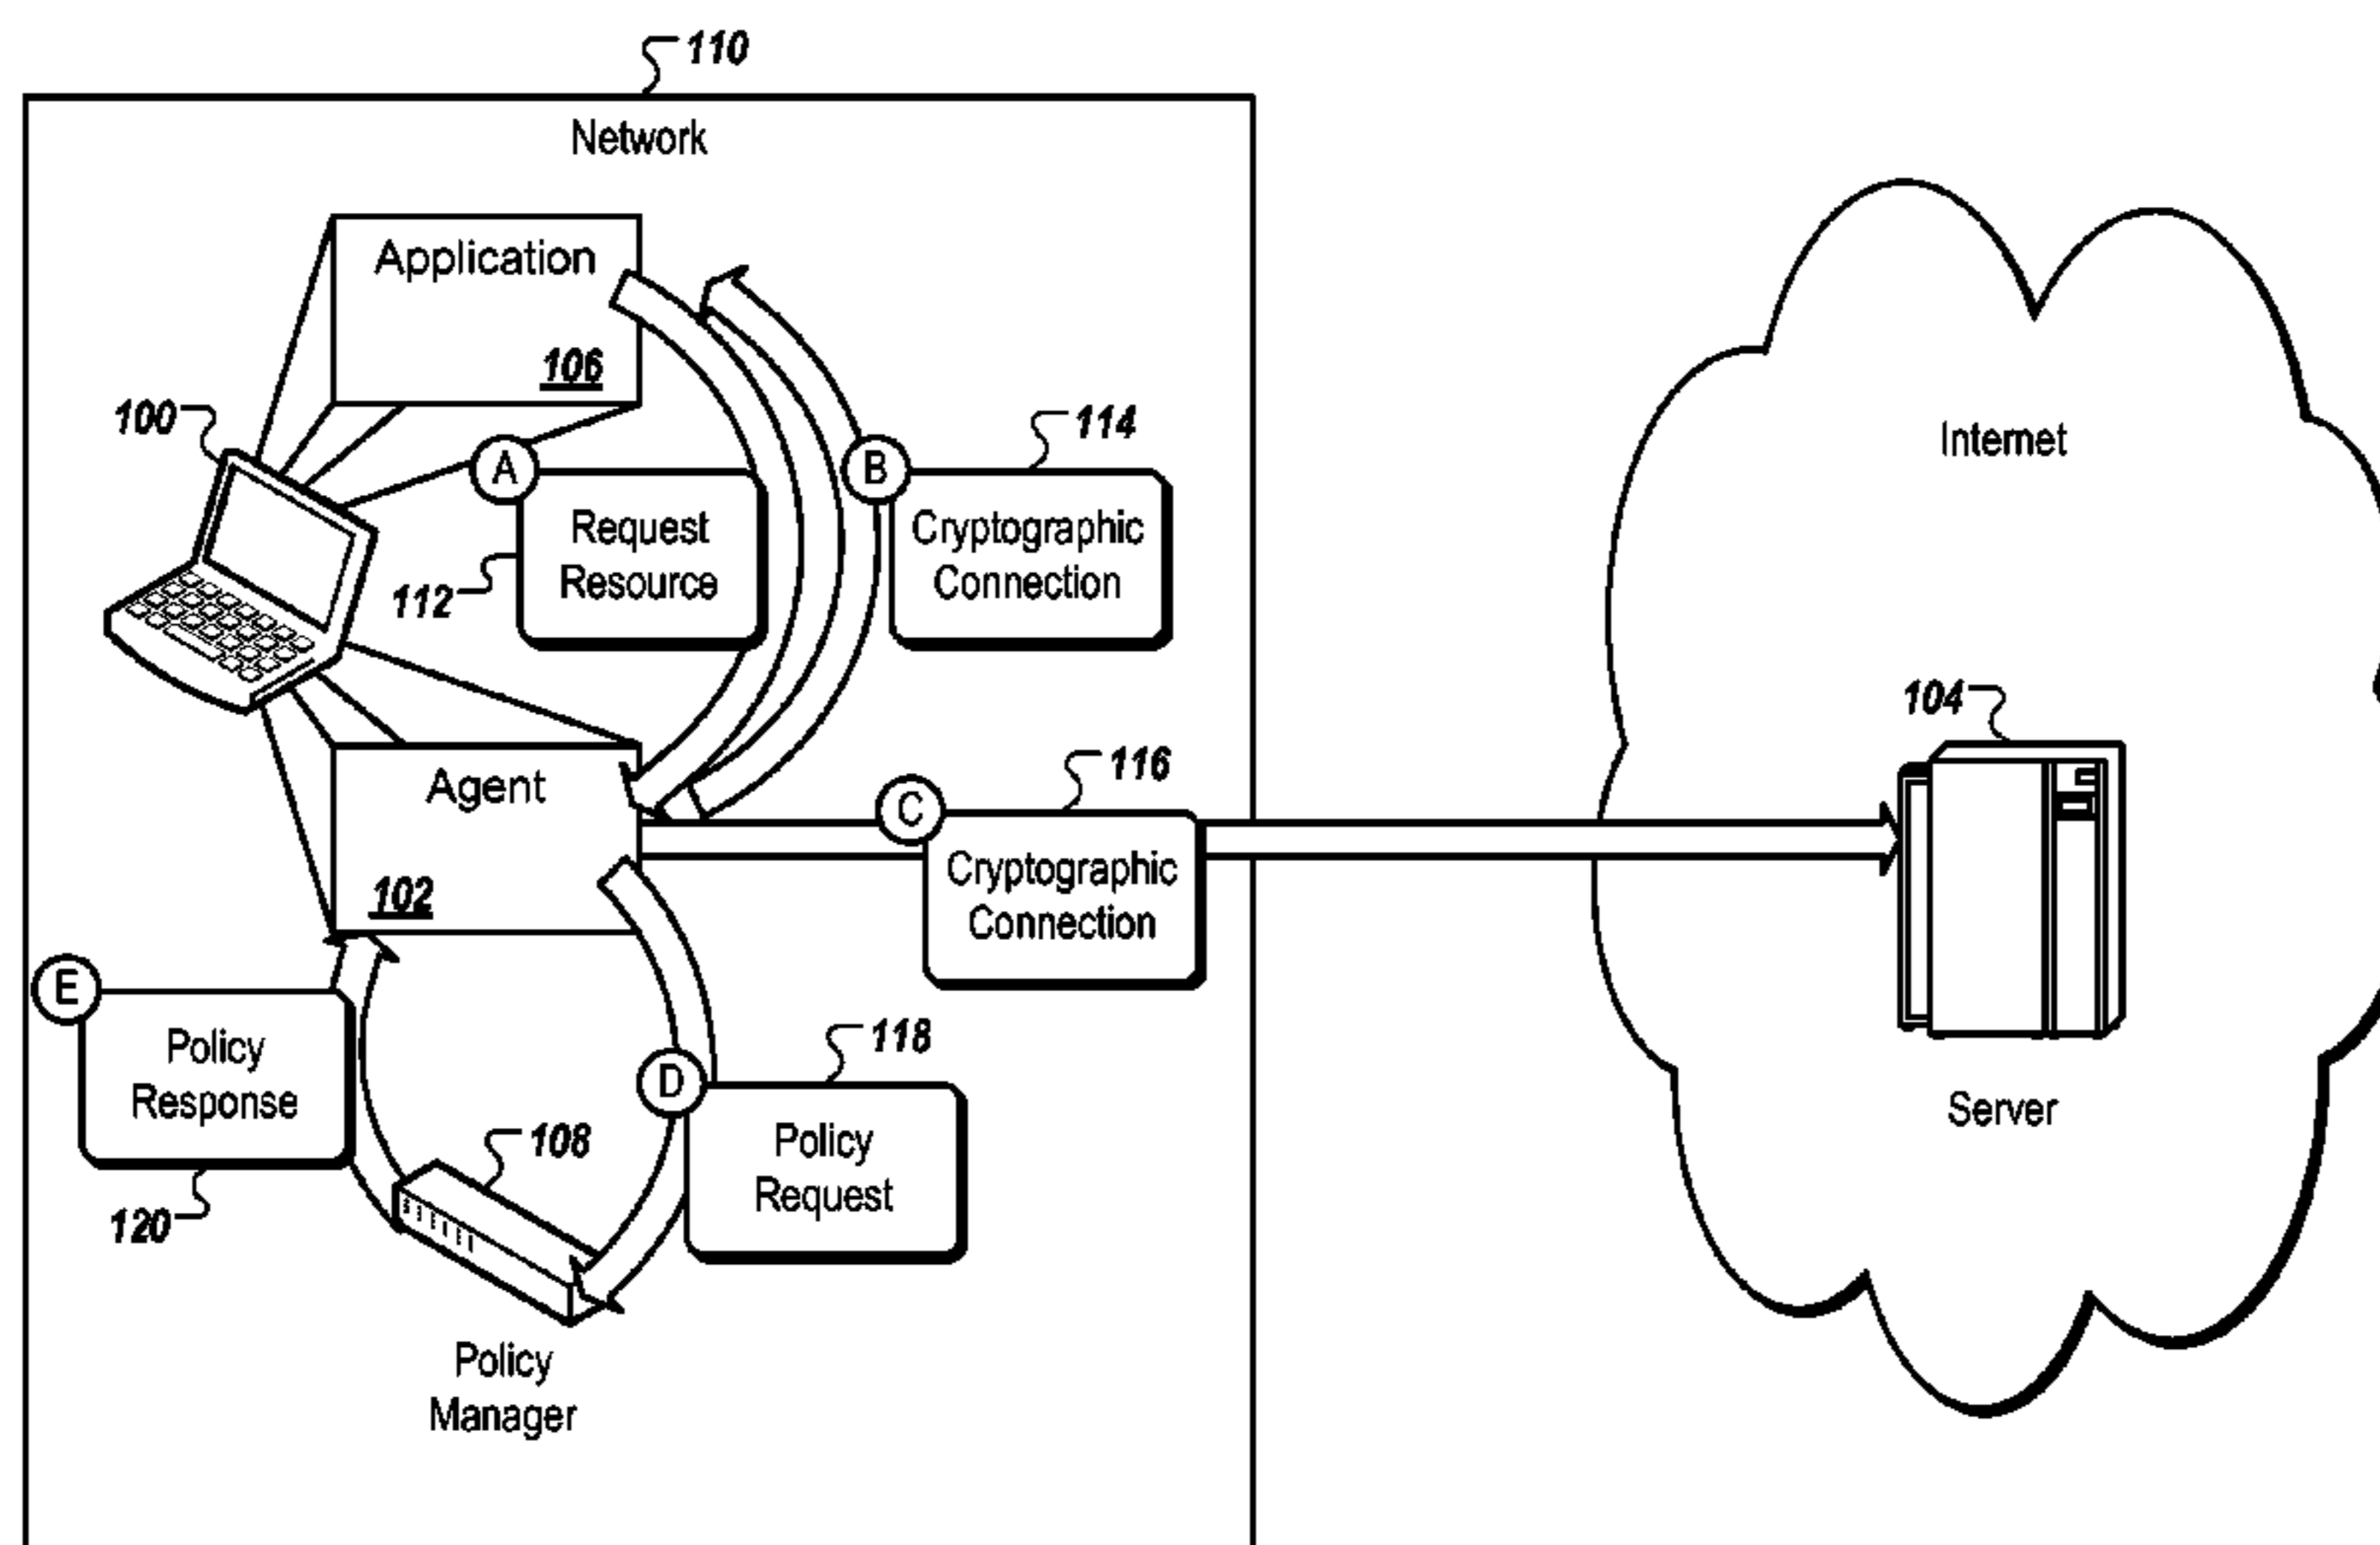 110
Network
Application
106
100
A
Request
Resource
112
B
114
Cryptographic
Connection
Internet
104
Agent
102
C
116
Cryptographic
Connection
Server
E
Policy
Response
120
D
118
Policy
Request
108
Policy
Manager